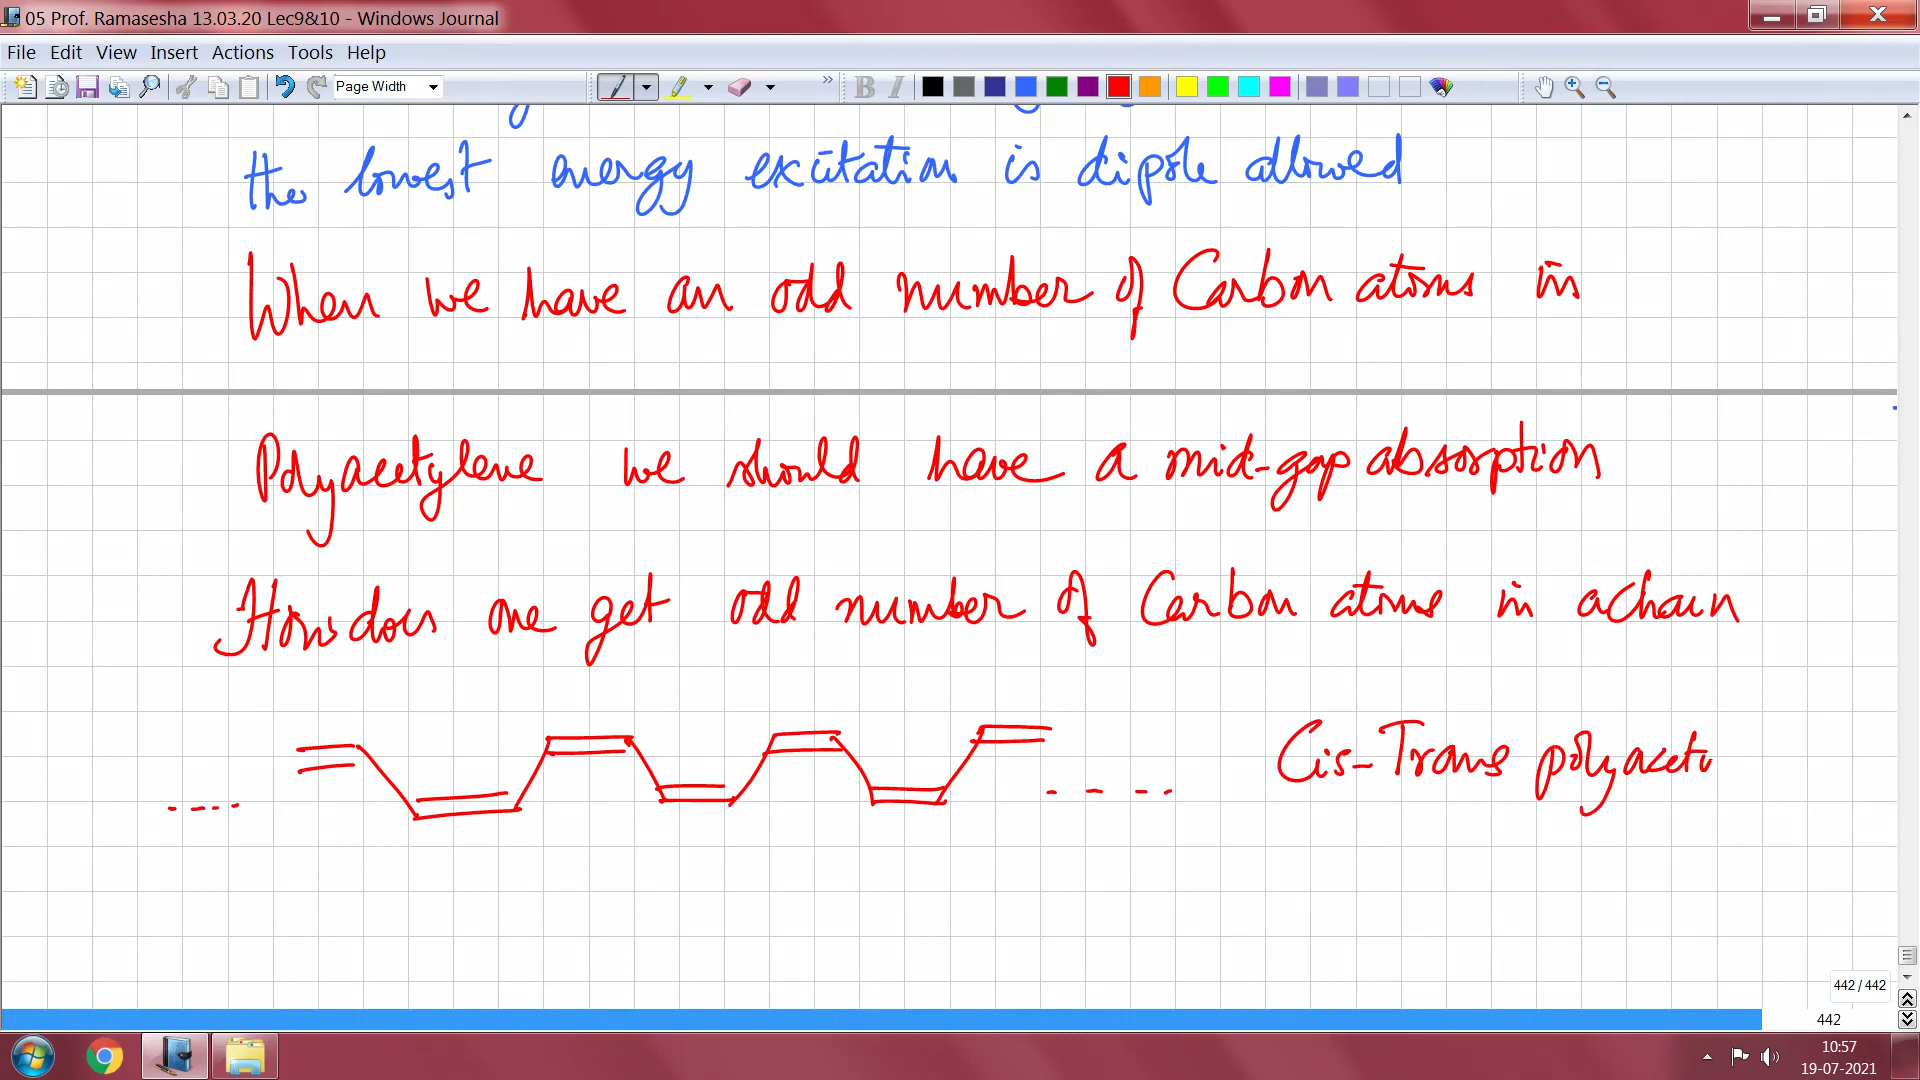 05 Prof. Ramasesha 13.03.20 Lec9&10 - Windows Journal
File Edit View Insert Actions Tools Help
Page Width
B I
the lowest energy excitation is dipole allowed
When we have an odd number of Carbon atoms in
Polyacetylene we should have a mid-gap absorption
How does one get odd number of Carbon atoms in a chain
Cis-Trans polyacety
442 / 442
442
10:57
19-07-2021